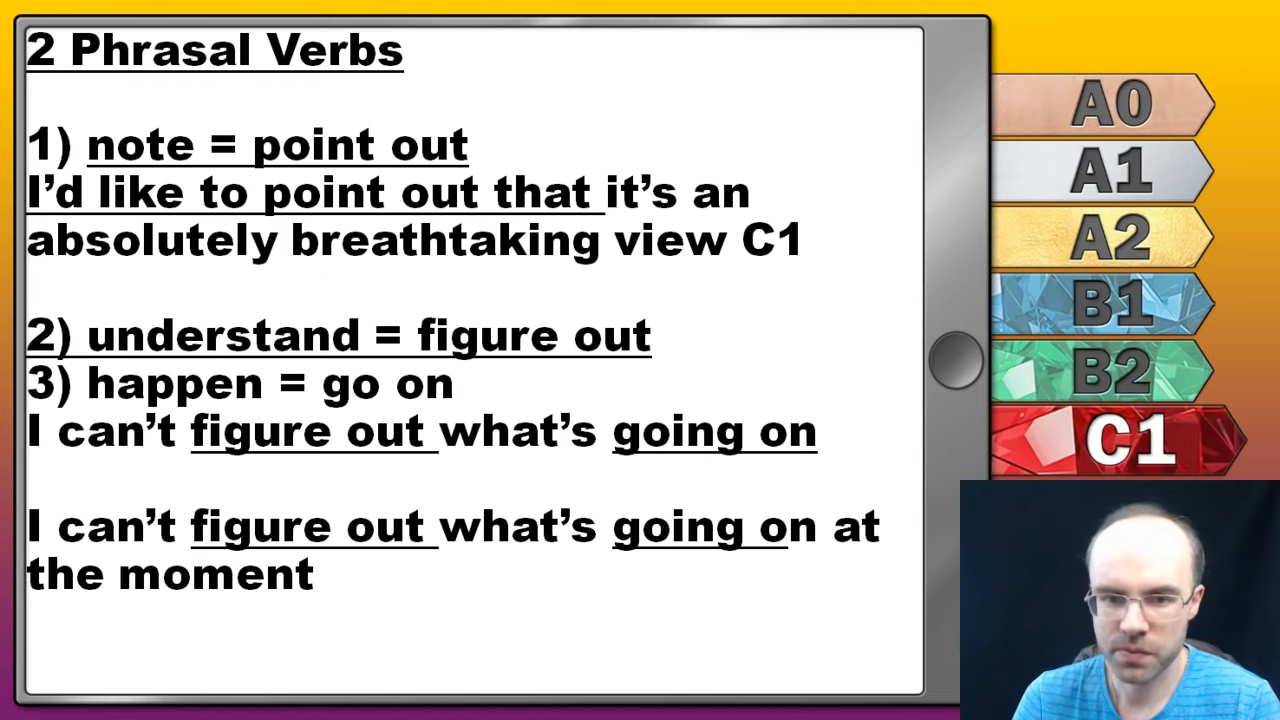 2 Phrasal Verbs
1) note = point out
I’d like to point out that it’s an
absolutely breathtaking view C1
2) understand = figure out
3) happen = go on
I can’t figure out what’s going on
I can’t figure out what’s going on at
the moment
A0
A1
A2
B1
B2
C1